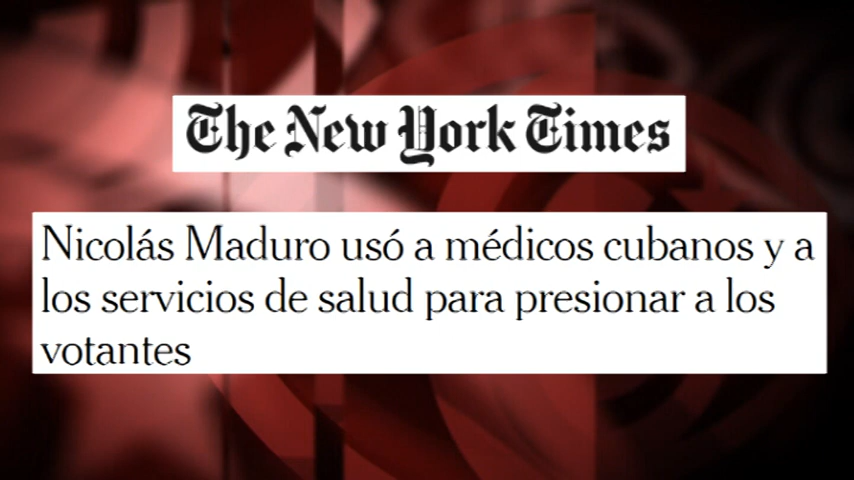 The New York Times
Nicolás Maduro usó a médicos cubanos y a
los servicios de salud para presionar a los
votantes